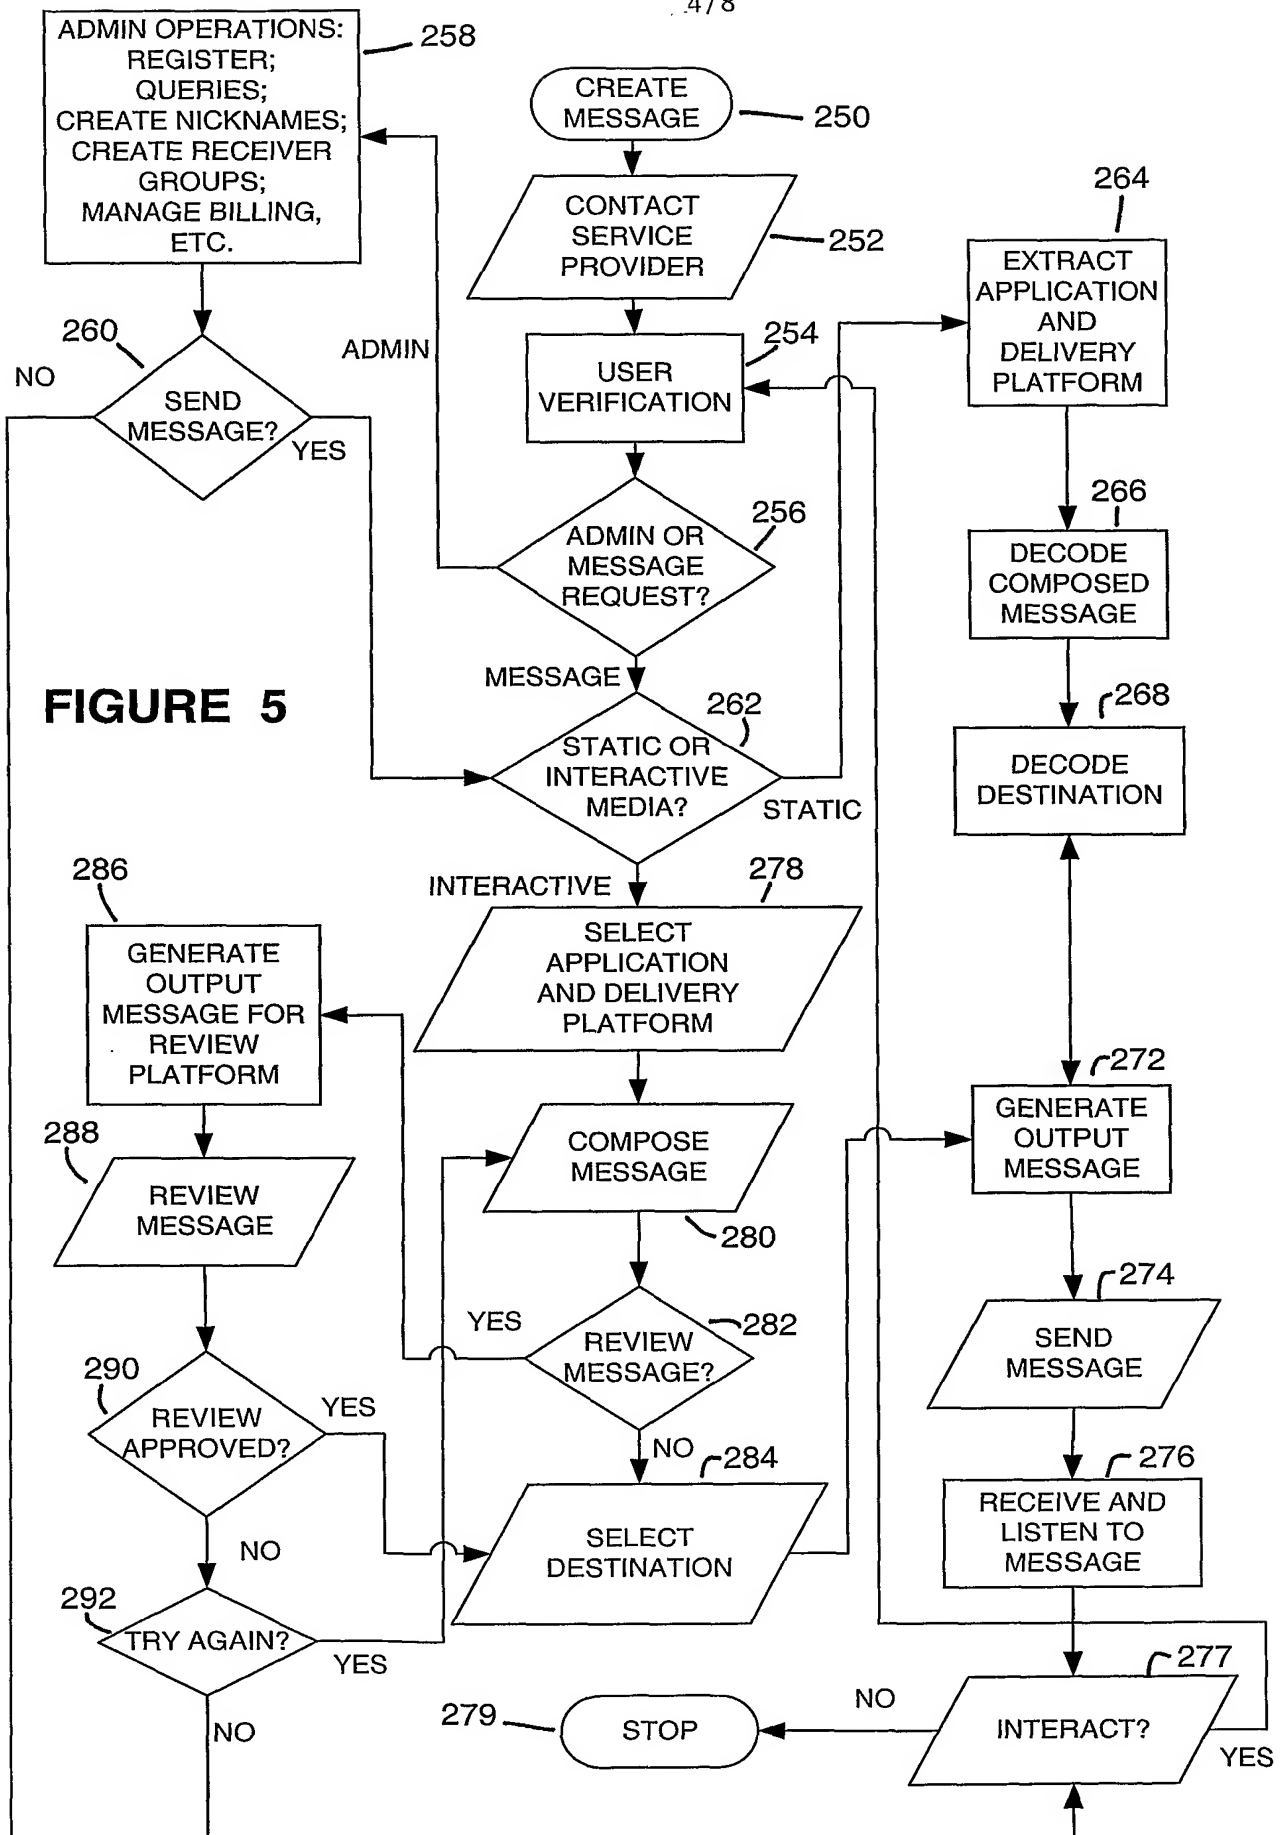 4/8
ADMIN OPERATIONS:
REGISTER;
QUERIES;
CREATE NICKNAMES;
CREATE RECEIVER
GROUPS;
MANAGE BILLING,
ETC.
258
CREATE
MESSAGE
250
CONTACT
SERVICE
PROVIDER
252
264
EXTRACT
APPLICATION
AND
DELIVERY
PLATFORM
260
NO
SEND
MESSAGE?
YES
ADMIN
254
USER
VERIFICATION
256
ADMIN OR
MESSAGE
REQUEST?
266
DECODE
COMPOSED
MESSAGE
MESSAGE
FIGURE 5
262
STATIC OR
INTERACTIVE
MEDIA?
STATIC
268
DECODE
DESTINATION
INTERACTIVE
278
SELECT
APPLICATION
AND DELIVERY
PLATFORM
286
GENERATE
OUTPUT
MESSAGE FOR
REVIEW
PLATFORM
272
GENERATE
OUTPUT
MESSAGE
288
REVIEW
MESSAGE
COMPOSE
MESSAGE
280
274
SEND
MESSAGE
YES
282
REVIEW
MESSAGE?
NO
290
REVIEW
APPROVED?
YES
NO
284
SELECT
DESTINATION
276
RECEIVE AND
LISTEN TO
MESSAGE
292
TRY AGAIN?
YES
NO
277
INTERACT?
NO
YES
279
STOP